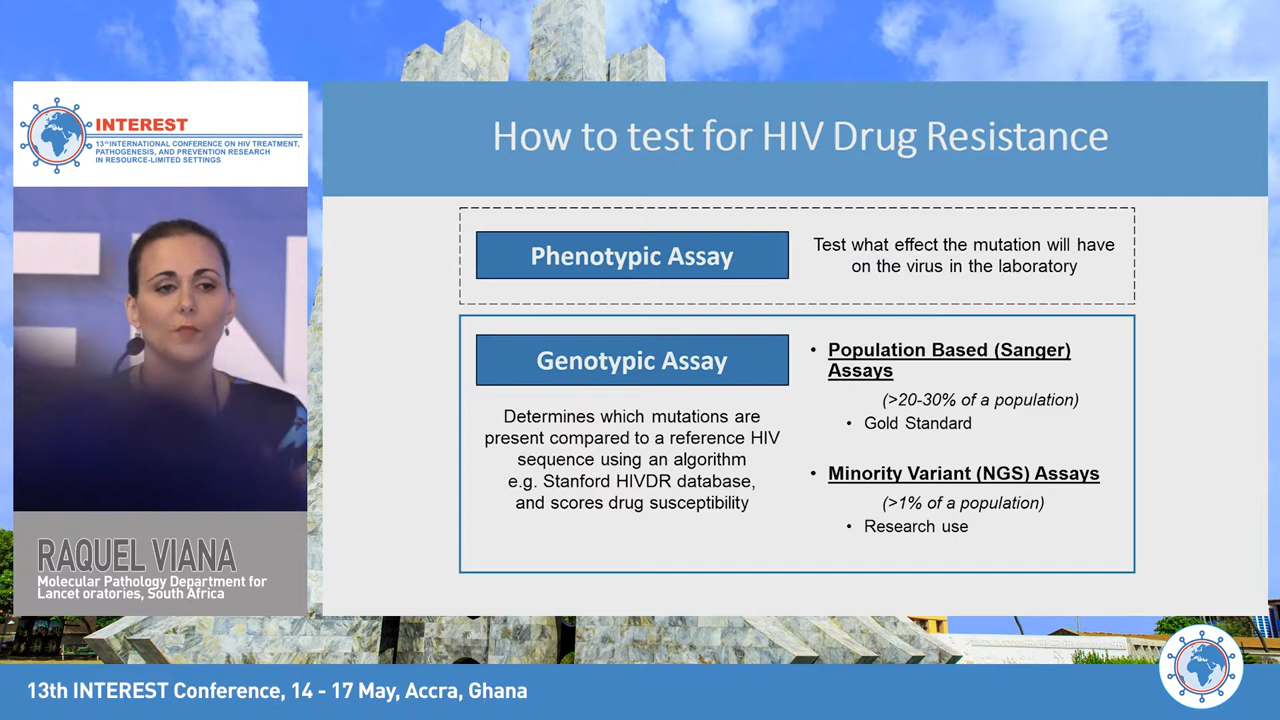 INTEREST
13th INTERNATIONAL CONFERENCE ON HIV TREATMENT,
PATHOGENESIS, AND PREVENTION RESEARCH
IN RESOURCE-LIMITED SETTINGS
RAQUEL VIANA
Molecular Pathology Department for
Lancet oratories, South Africa
How to test for HIV Drug Resistance
Phenotypic Assay
Test what effect the mutation will have
on the virus in the laboratory
Genotypic Assay
Determines which mutations are
present compared to a reference HIV
sequence using an algorithm
e.g. Stanford HIVDR database,
and scores drug susceptibility
• Population Based (Sanger)
Assays
(>20-30% of a population)
• Gold Standard
• Minority Variant (NGS) Assays
(>1% of a population)
• Research use
13th INTEREST Conference, 14 - 17 May, Accra, Ghana